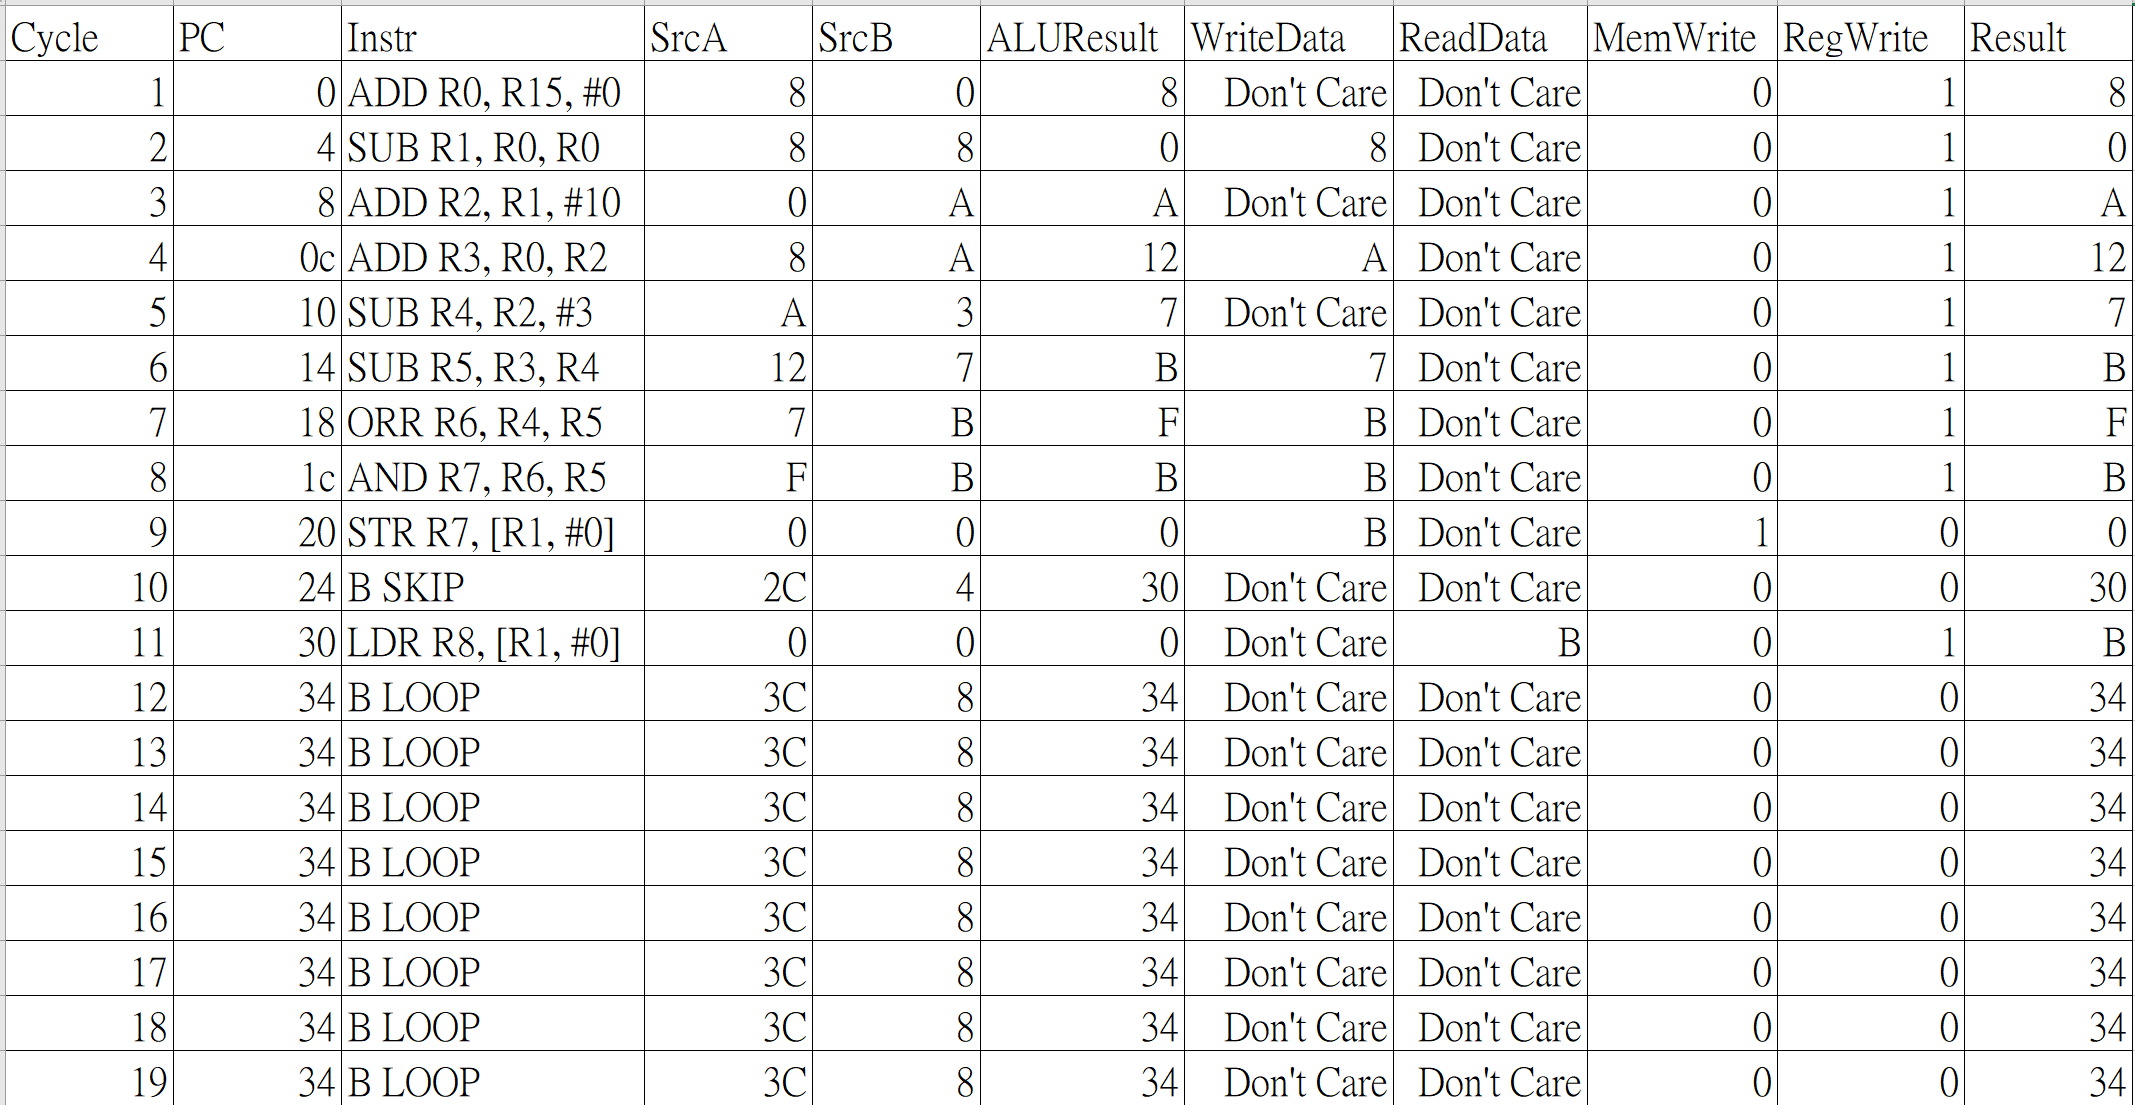 Cycle PC Instr SrcA SrcB ALUResult WriteData ReadData MemWrite RegWrite Result
1 0 ADD R0, R15, #0 8 0 8 Don't Care Don't Care 0 1 8
2 4 SUB R1, R0, R0 8 8 0 8 Don't Care 0 1 0
3 8 ADD R2, R1, #10 0 A A Don't Care Don't Care 0 1 A
4 0c ADD R3, R0, R2 8 A 12 A Don't Care 0 1 12
5 10 SUB R4, R2, #3 A 3 7 Don't Care Don't Care 0 1 7
6 14 SUB R5, R3, R4 12 7 B 7 Don't Care 0 1 B
7 18 ORR R6, R4, R5 7 B F B Don't Care 0 1 F
8 1c AND R7, R6, R5 F B B B Don't Care 0 1 B
9 20 STR R7, [R1, #0] 0 0 0 B Don't Care 1 0 0
10 24 B SKIP 2C 4 30 Don't Care Don't Care 0 0 30
11 30 LDR R8, [R1, #0] 0 0 0 Don't Care B 0 1 B
12 34 B LOOP 3C 8 34 Don't Care Don't Care 0 0 34
13 34 B LOOP 3C 8 34 Don't Care Don't Care 0 0 34
14 34 B LOOP 3C 8 34 Don't Care Don't Care 0 0 34
15 34 B LOOP 3C 8 34 Don't Care Don't Care 0 0 34
16 34 B LOOP 3C 8 34 Don't Care Don't Care 0 0 34
17 34 B LOOP 3C 8 34 Don't Care Don't Care 0 0 34
18 34 B LOOP 3C 8 34 Don't Care Don't Care 0 0 34
19 34 B LOOP 3C 8 34 Don't Care Don't Care 0 0 34